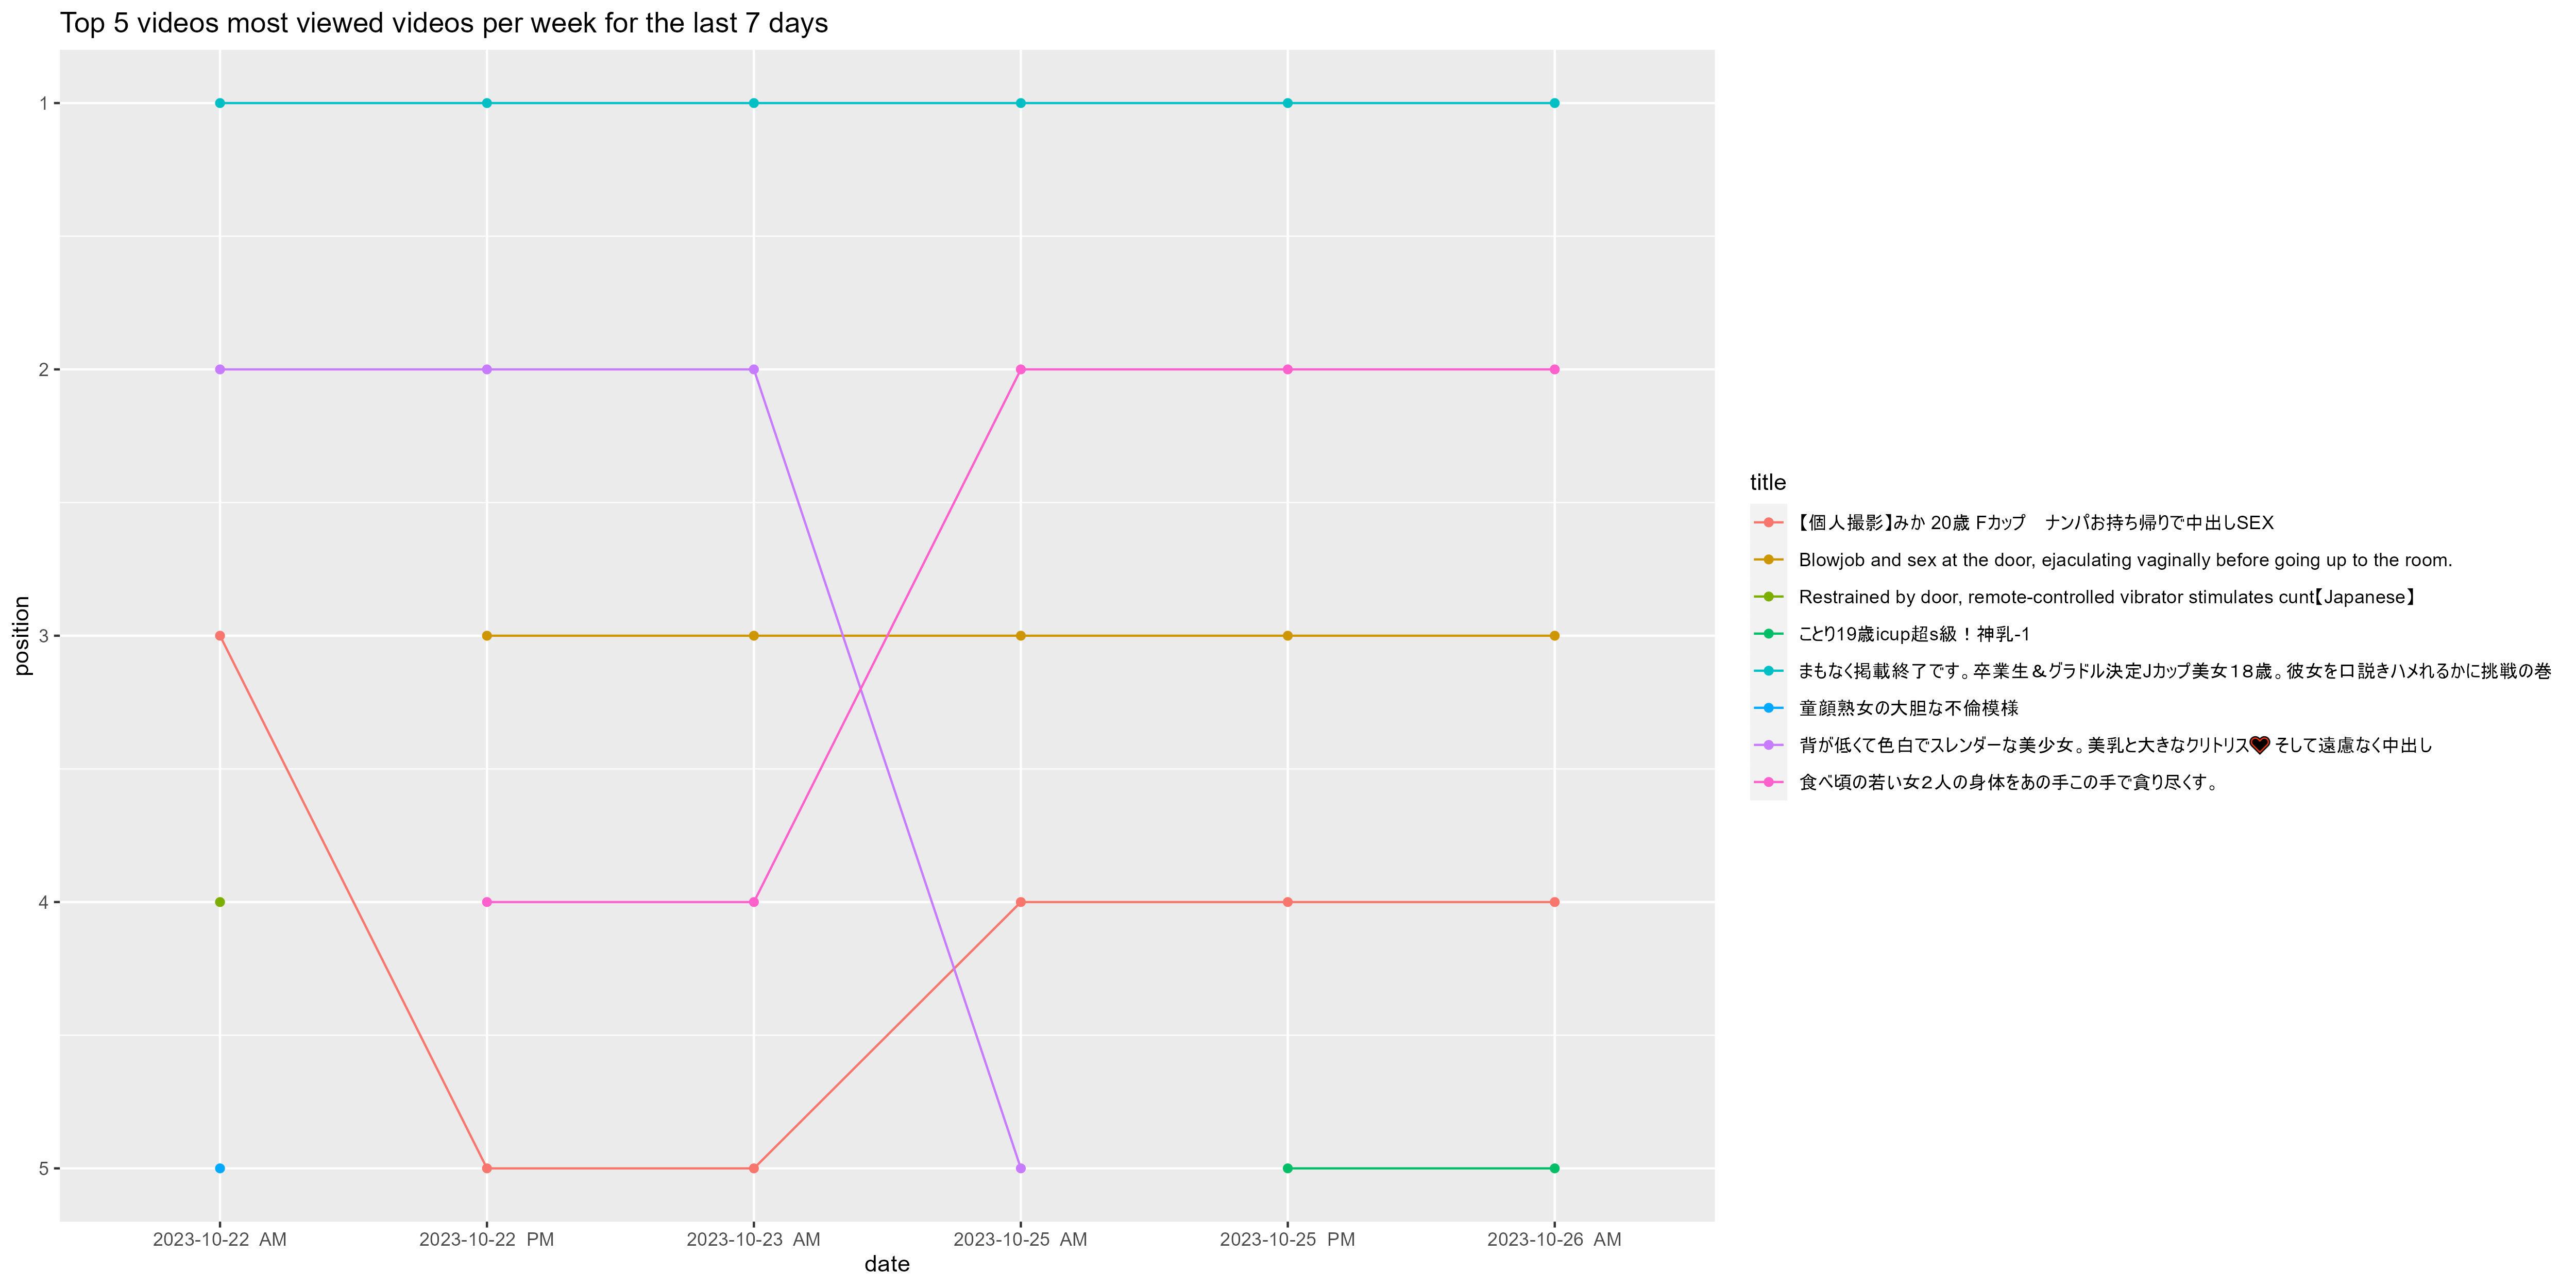 Top 5 videos most viewed videos per week for the last 7 days
1
2
3
4
5
position
2023-10-22 AM
2023-10-22 PM
2023-10-23 AM
2023-10-25 AM
2023-10-25 PM
2023-10-26 AM
date
title
【個人撮影】みか 20歳 Fカップ　ナンパお持ち帰りで中出しSEX
Blowjob and sex at the door, ejaculating vaginally before going up to the room.
Restrained by door, remote-controlled vibrator stimulates cunt【Japanese】
ことり19歳icup超s級！神乳-1
まもなく掲載終了です。卒業生＆グラドル決定Jカップ美女１８歳。彼女を口説きハメれるかに挑戦の巻
童顔熟女の大胆な不倫模様
背が低くて色白でスレンダーな美少女。美乳と大きなクリトリス🖤 そして遠慮なく中出し
食べ頃の若い女２人の身体をあの手この手で貪り尽くす。